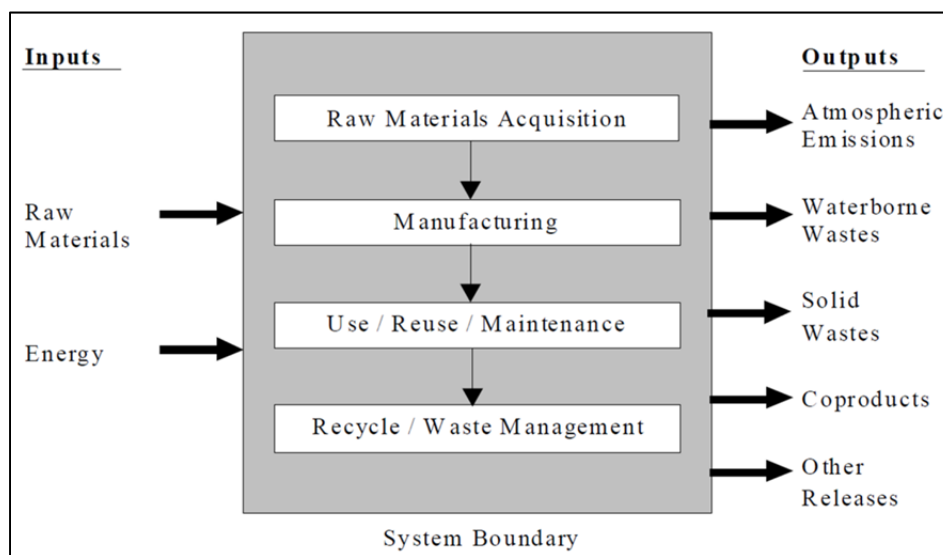 Inputs
Raw
Materials
Energy
Raw Materials Acquisition
Manufacturing
Use / Reuse / Maintenance
Recycle / Waste Management
System Boundary
Outputs
Atmospheric
Emissions
Waterborne
Wastes
Solid
Wastes
Coproducts
Other
Releases